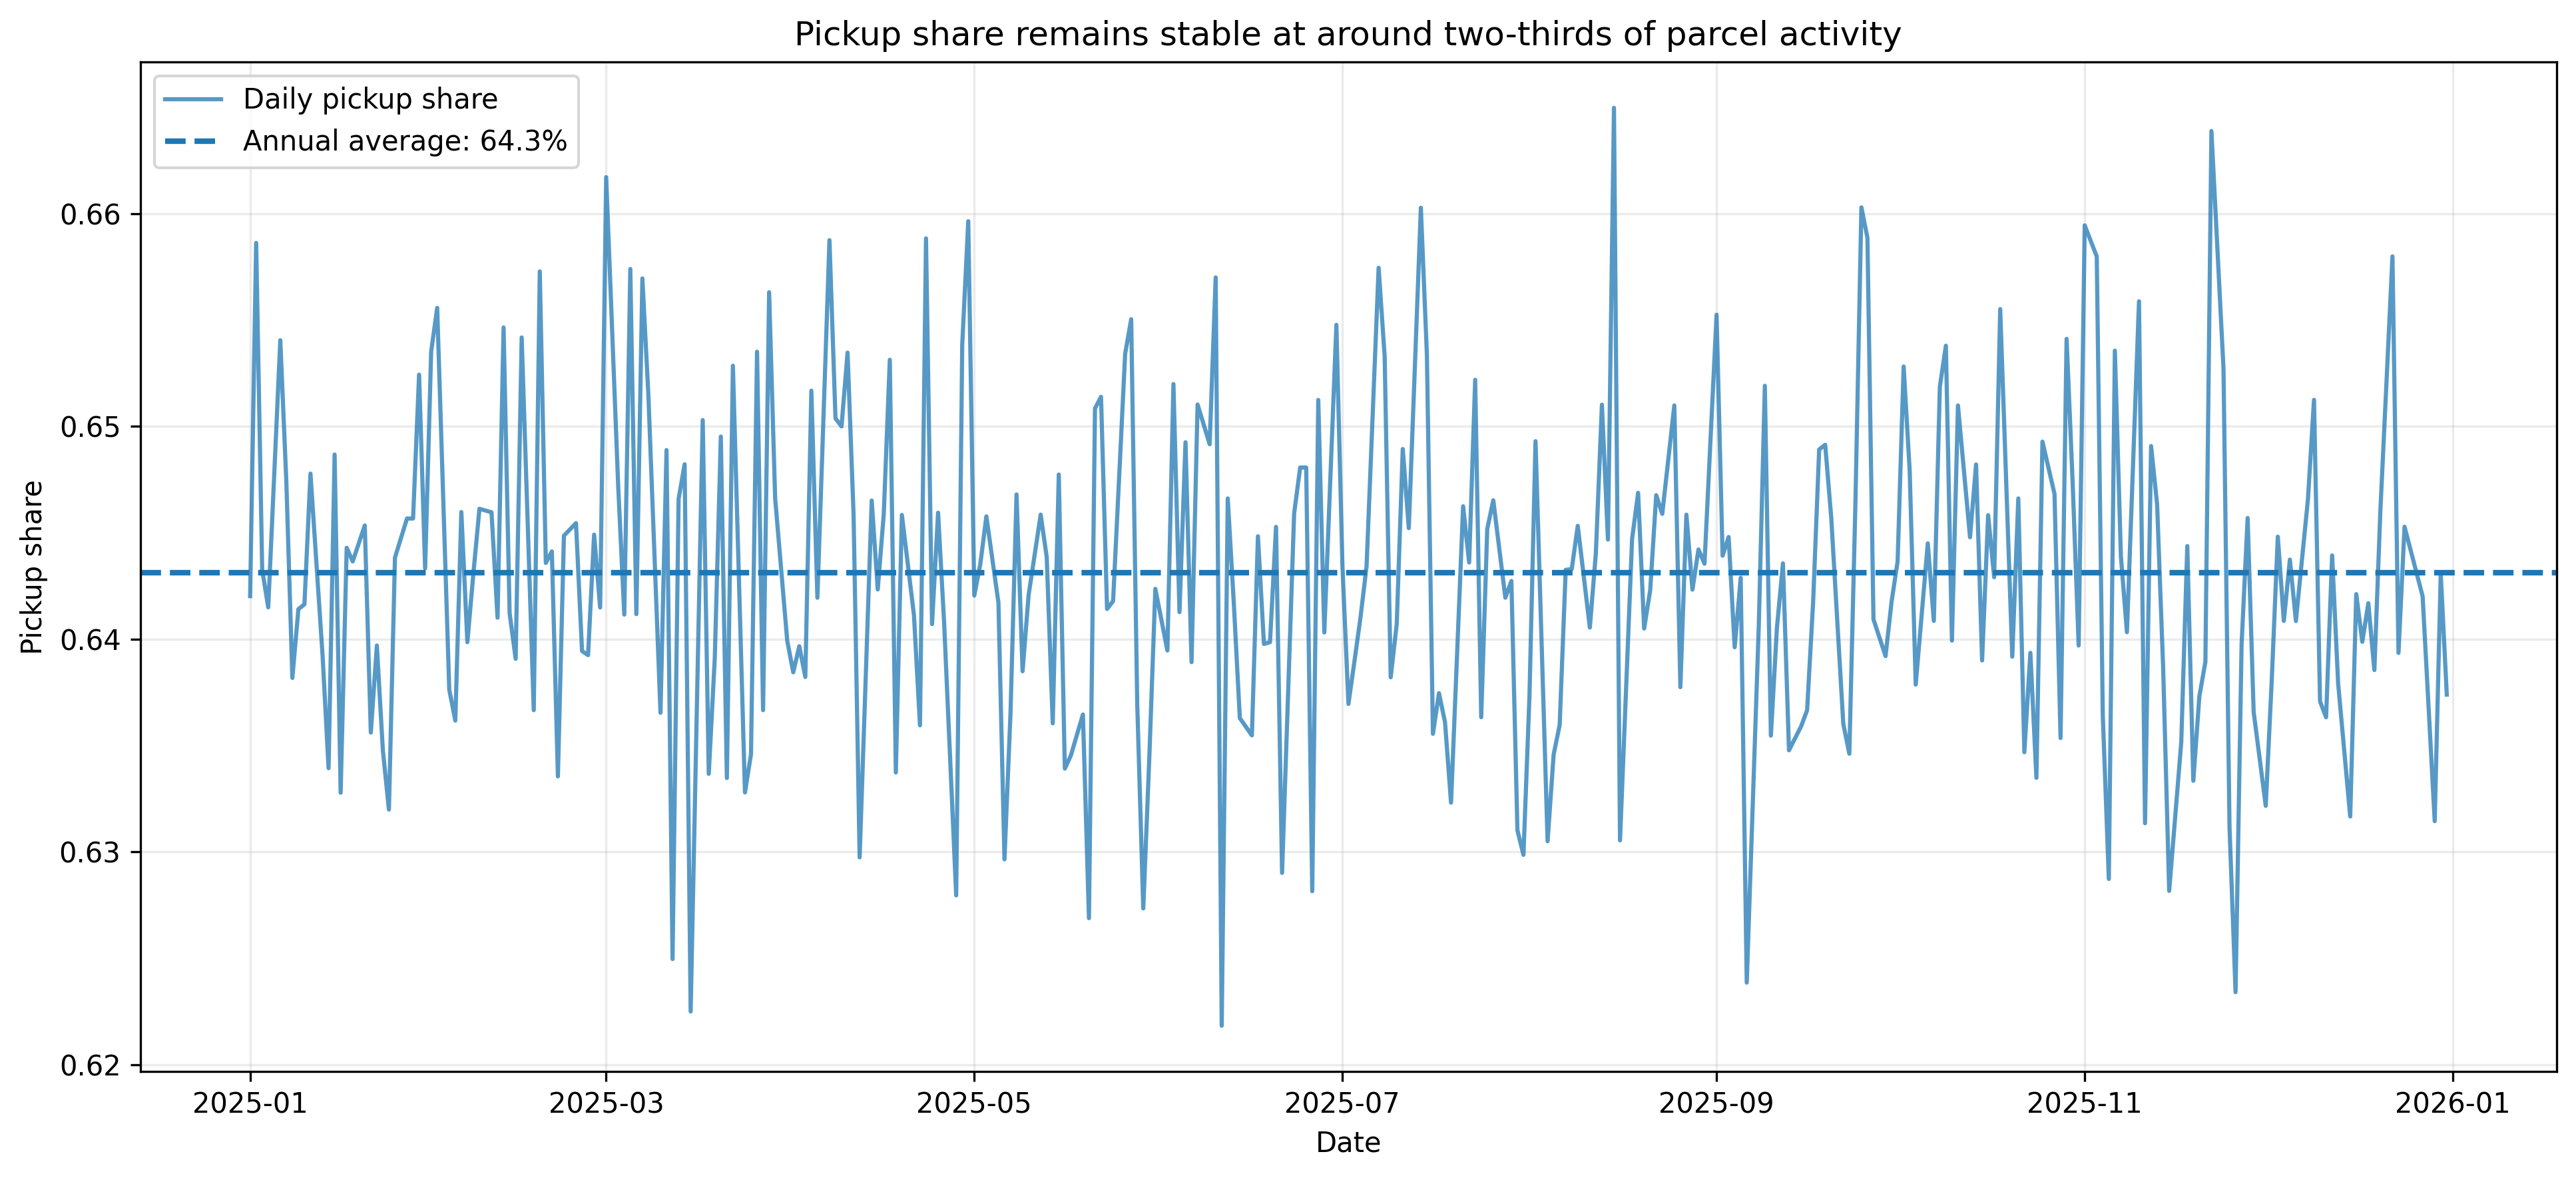 Pickup share remains stable at around two-thirds of parcel activity
Daily pickup share
Annual average: 64.3%
Pickup share
0.66
0.65
0.64
0.63
0.62
2025-01 2025-03 2025-05 2025-07 2025-09 2025-11 2026-01
Date